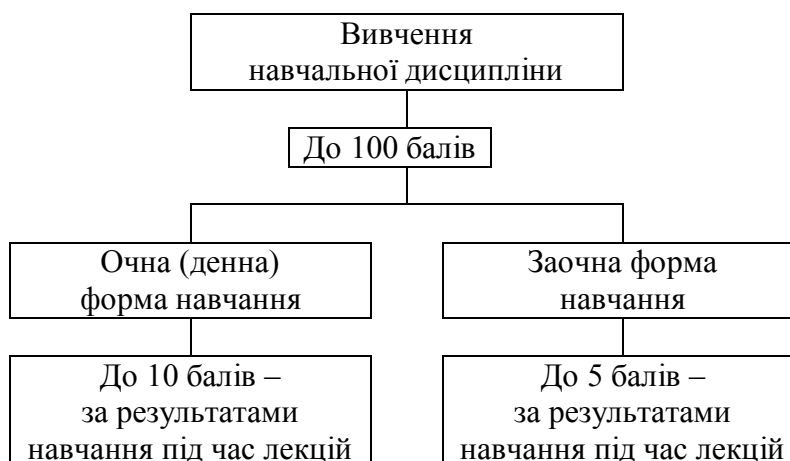 Вивчення
навчальної дисципліни
До 100 балів
Очна (денна)
форма навчання
Заочна форма
навчання
До 10 балів –
за результатами
навчання під час лекцій
До 5 балів –
за результатами
навчання під час лекцій